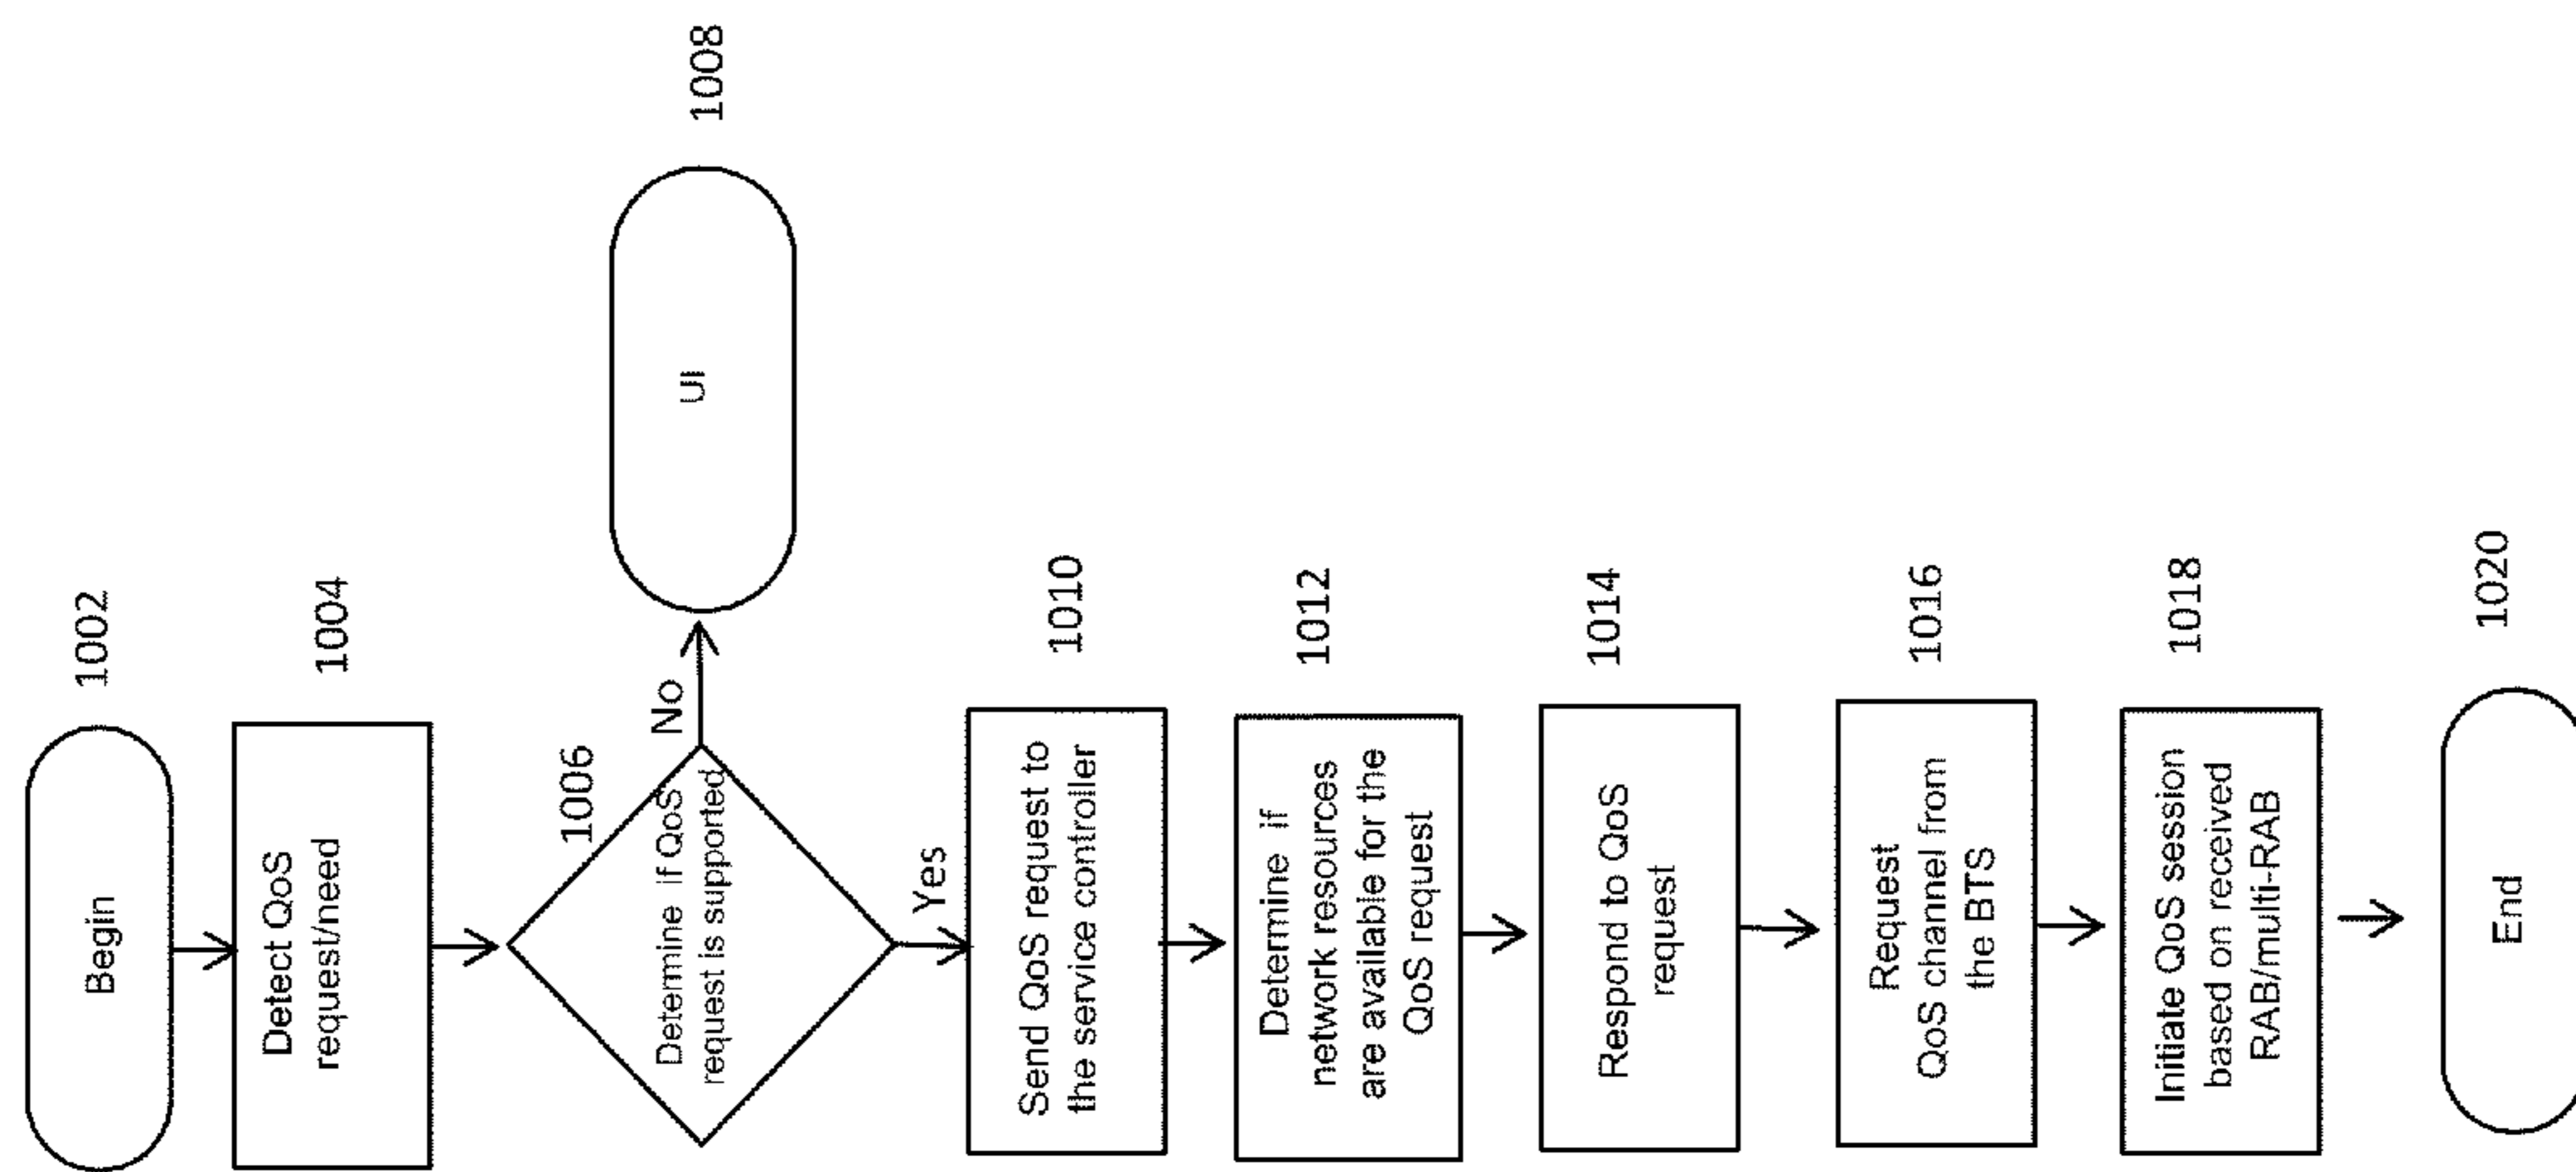 Begin
1002
Detect QoS
request/need
1004
1006
Determine if QoS
request is supported
No
UI
1008
Yes
Send QoS request to
the service controller
1010
Determine if
network resources
are available for the
QoS request
1012
Respond to QoS
request
1014
Request
QoS channel from
the BTS
1016
Initiate QoS session
based on received
RAB/multi-RAB
1018
End
1020